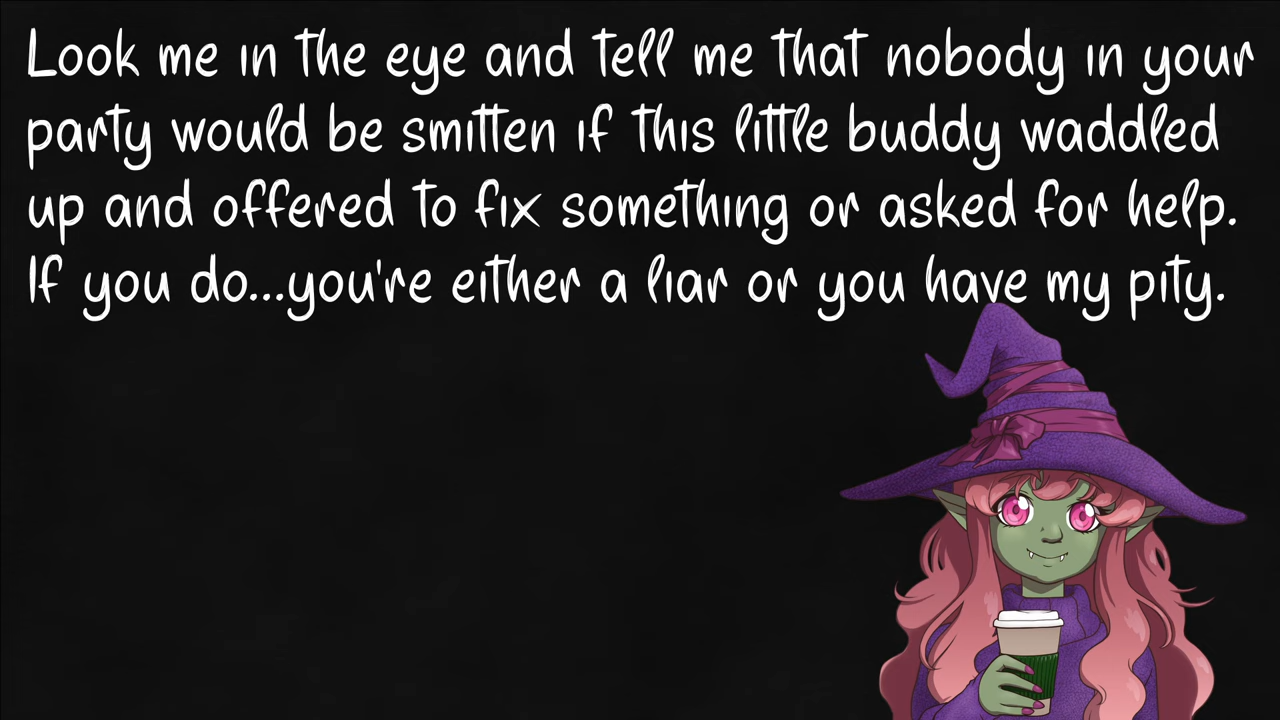 Look me in the eye and tell me that nobody in your
party would be smitten if this little buddy waddled
up and offered to fix something or asked for help.
If you do...you're either a liar or you have my pity.